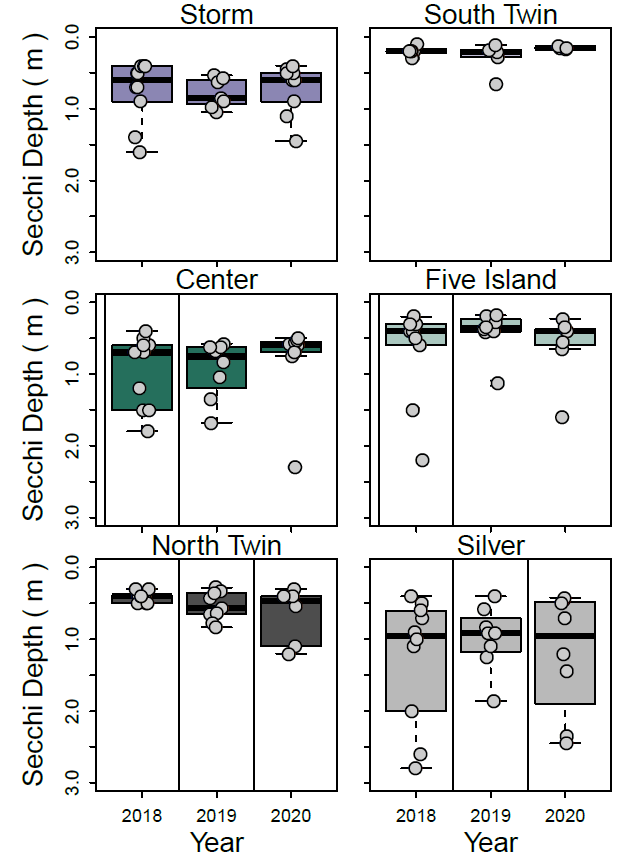 Storm
South Twin
Secchi Depth ( m )
0.0
1.0
2.0
3.0
Center
Five Island
Secchi Depth ( m )
0.0
1.0
2.0
3.0
North Twin
Silver
Secchi Depth ( m )
0.0
1.0
2.0
3.0
2018
2019
2020
2018
2019
2020
Year
Year